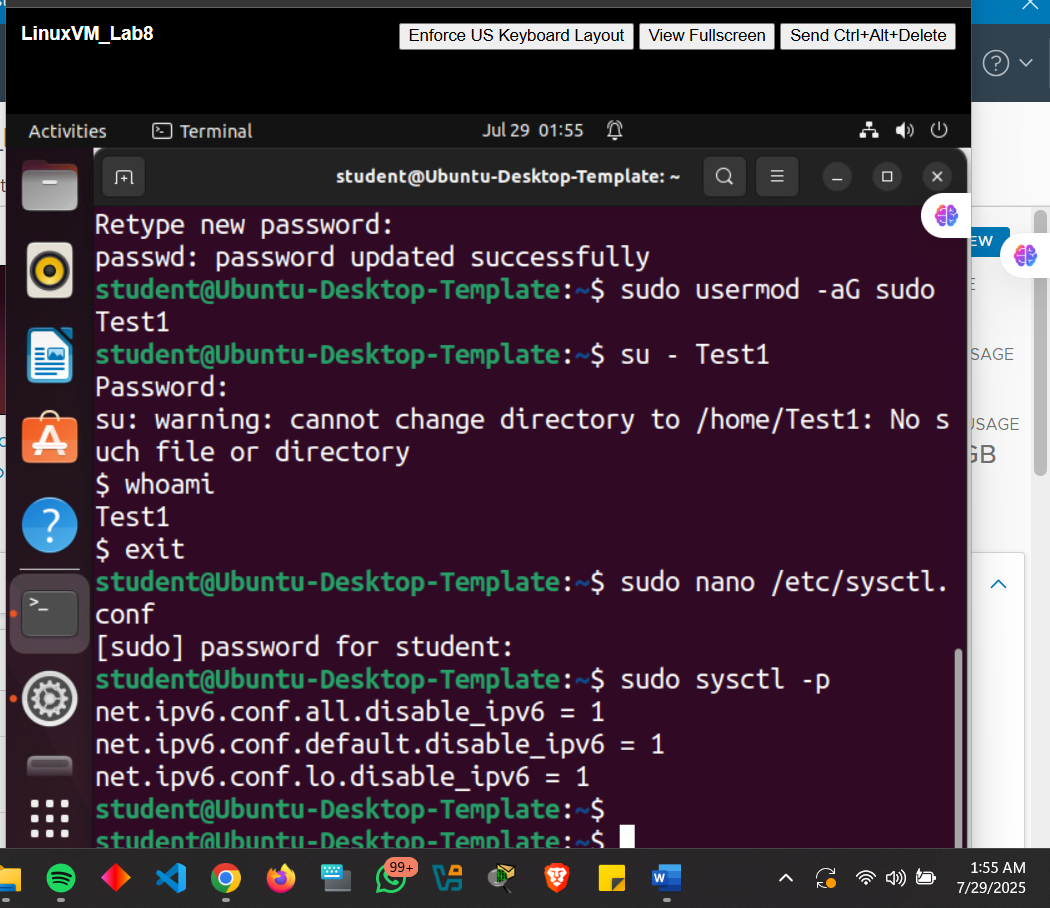 LinuxVM_Lab8
Enforce US Keyboard Layout
View Fullscreen
Send Ctrl+Alt+Delete
Activities
Terminal
Jul 29 01:55
student@Ubuntu-Desktop-Template: ~
Retype new password:
passwd: password updated successfully
student@Ubuntu-Desktop-Template:~$ sudo usermod -aG sudo
Test1
student@Ubuntu-Desktop-Template:~$ su - Test1
Password:
su: warning: cannot change directory to /home/Test1: No s
uch file or directory
$ whoami
Test1
$ exit
student@Ubuntu-Desktop-Template:~$ sudo nano /etc/sysctl.
conf
[sudo] password for student:
student@Ubuntu-Desktop-Template:~$ sudo sysctl -p
net.ipv6.conf.all.disable_ipv6 = 1
net.ipv6.conf.default.disable_ipv6 = 1
net.ipv6.conf.lo.disable_ipv6 = 1
student@Ubuntu-Desktop-Template:~$
student@Ubuntu-Desktop-Template:~$
EW
SAGE
USAGE
GB
99+
1:55 AM
7/29/2025